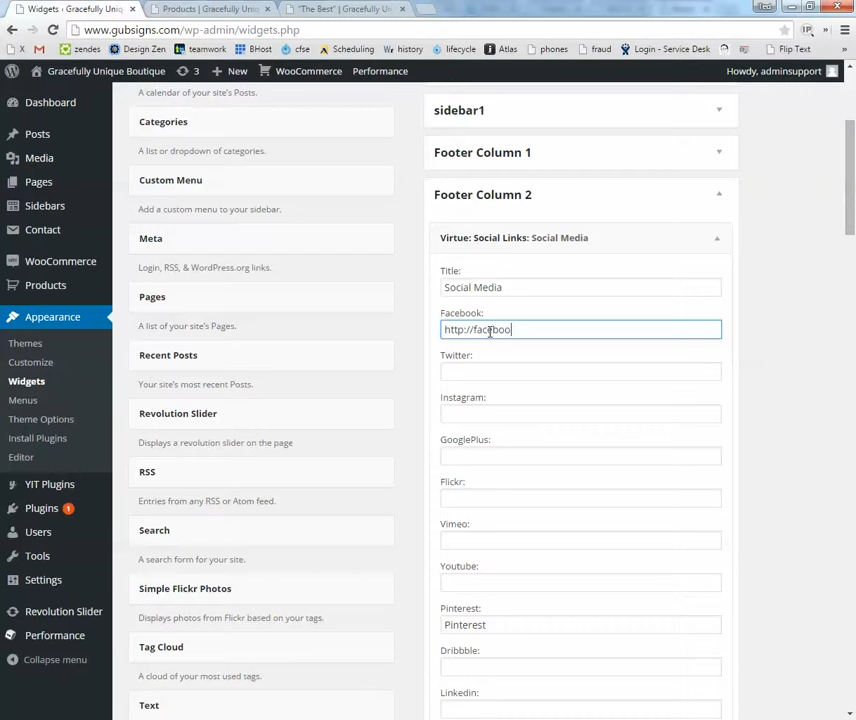 Widgets ‹ Gracefully Uniq
Products | Gracefully Uniq
"The Best" | Gracefully U
Ted
www.gubsigns.com/wp-admin/widgets.php
X
zendes
Design Zen
teamwork
BHost
cf
Scheduling
history
lifecycle
Atlas
phones
fraud
Login - Service Desk
Flip Text
Gracefully Unique Boutique
3
New
WooCommerce
Performance
Howdy, adminsupport
Dashboard
Posts
Media
Pages
Sidebars
Contact
WooCommerce
Products
Appearance
Themes
Customize
Widgets
Menus
Theme Options
Install Plugins
Editor
YIT Plugins
Plugins 1
Users
Tools
Settings
Revolution Slider
Performance
Collapse menu
A calendar of your site's Posts.
Categories
A list or dropdown of categories.
Custom Menu
Add a custom menu to your sidebar.
Meta
Login, RSS, & WordPress.org links.
Pages
A list of your site's Pages.
Recent Posts
Your site's most recent Posts.
Revolution Slider
Displays a revolution slider on the page
RSS
Entries from any RSS or Atom feed.
Search
A search form for your site.
Simple Flickr Photos
Displays photos from Flickr based on your tags.
Tag Cloud
A cloud of your most used tags.
Text
sidebar1
Footer Column 1
Footer Column 2
Virtue: Social Links: Social Media
Title:
Social Media
Facebook:
http://faceboo
Twitter:
Instagram:
GooglePlus:
Flickr:
Vimeo:
Youtube:
Pinterest:
Pinterest
Dribbble:
Linkedin: